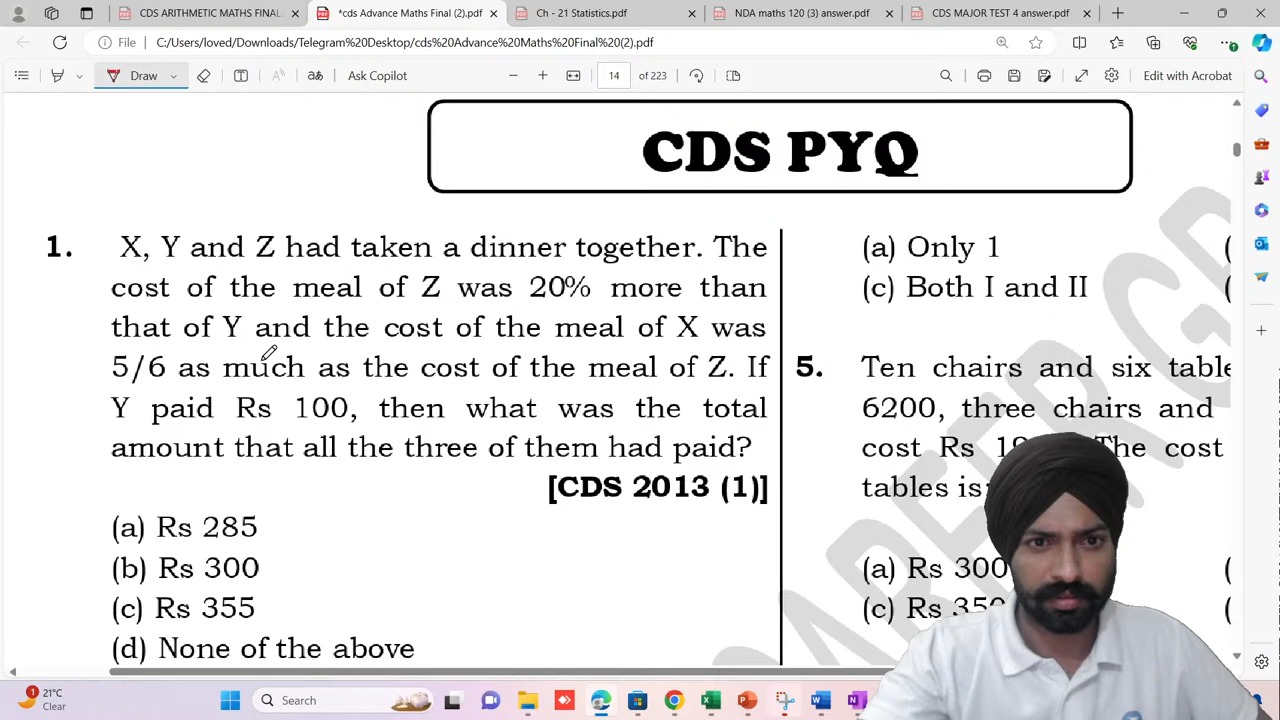 CDS ARITHMETIC MATHS FINAL
*cds Advance Maths Final (2).pdf
Ch - 21 Statistics.pdf
NDA maths 120 (3)answer.pdf
CDS MAJOR TEST 4 answer.pdf
File
C:/Users/loved/Downloads/Telegram%20Desktop/cds%20Advance%20Maths%20Final%20(2).pdf
Draw
Ask Copilot
14
of 223
Edit with Acrobat
CDS PYQ
1. X, Y and Z had taken a dinner together. The
cost of the meal of Z was 20% more than
that of Y and the cost of the meal of X was
5/6 as much as the cost of the meal of Z. If
Y paid Rs 100, then what was the total
amount that all the three of them had paid?
[CDS 2013 (1)]
(a) Rs 285
(b) Rs 300
(c) Rs 355
(d) None of the above
(a) Only 1
(c) Both I and II
5. Ten chairs and six table
6200, three chairs and
cost Rs The cost
tables is:
(a) Rs 300
(c) Rs 350
CAREER
21°C
Clear
Search